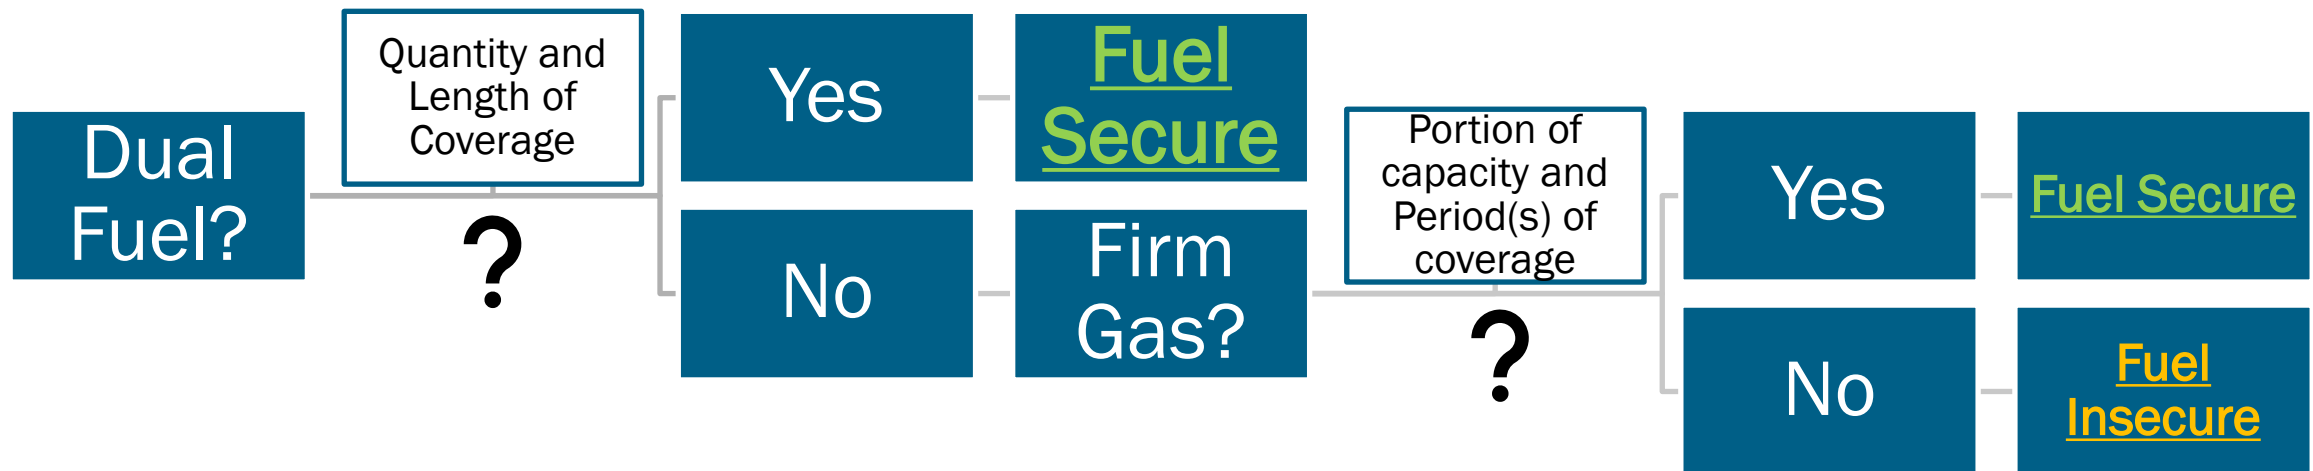 Dual
Fuel?
Quantity and
Length of
Coverage
?
Yes
Fuel
Secure
No
Firm
Gas?
Portion of
capacity and
Period(s) of
coverage
?
Yes
Fuel Secure
No
Fuel
Insecure